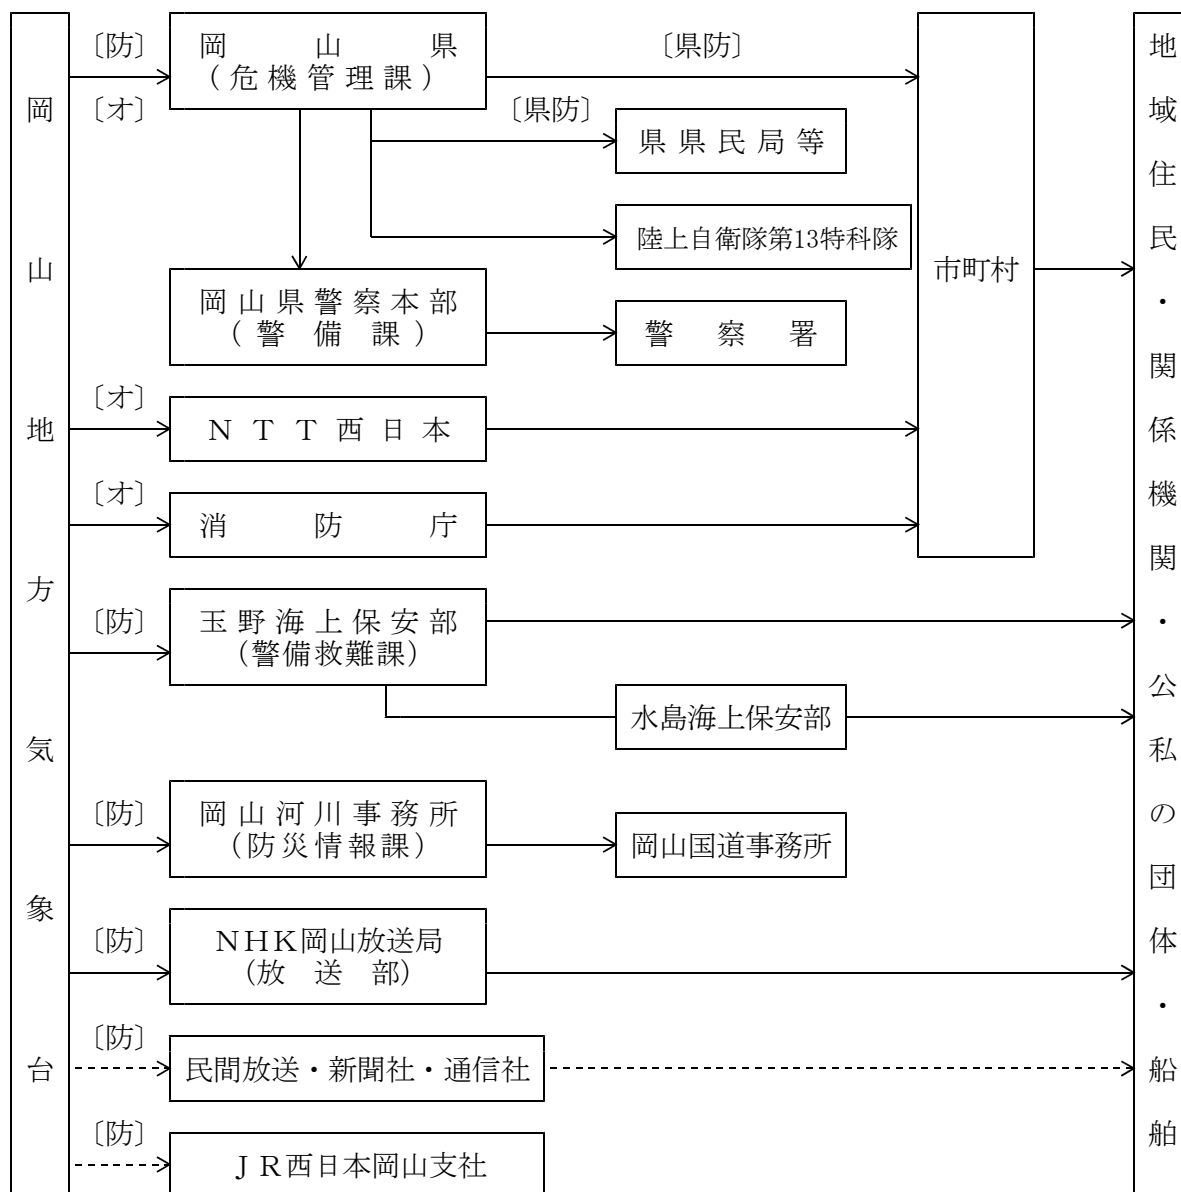 岡山地方気象台
〔防〕
〔オ〕
岡山県
(危機管理課)
〔県防〕
〔県防〕
県県民局等
陸上自衛隊第13特科隊
岡山県警察本部
(警備課)
警察署
市町村
〔オ〕
NTT西日本
〔オ〕
消防庁
〔防〕
玉野海上保安部
(警備救難課)
水島海上保安部
〔防〕
岡山河川事務所
(防災情報課)
岡山国道事務所
〔防〕
NHK岡山放送局
(放送部)
〔防〕
民間放送・新聞社・通信社
〔防〕
JR西日本岡山支社
地域住民・関係機関・公私の団体・船舶